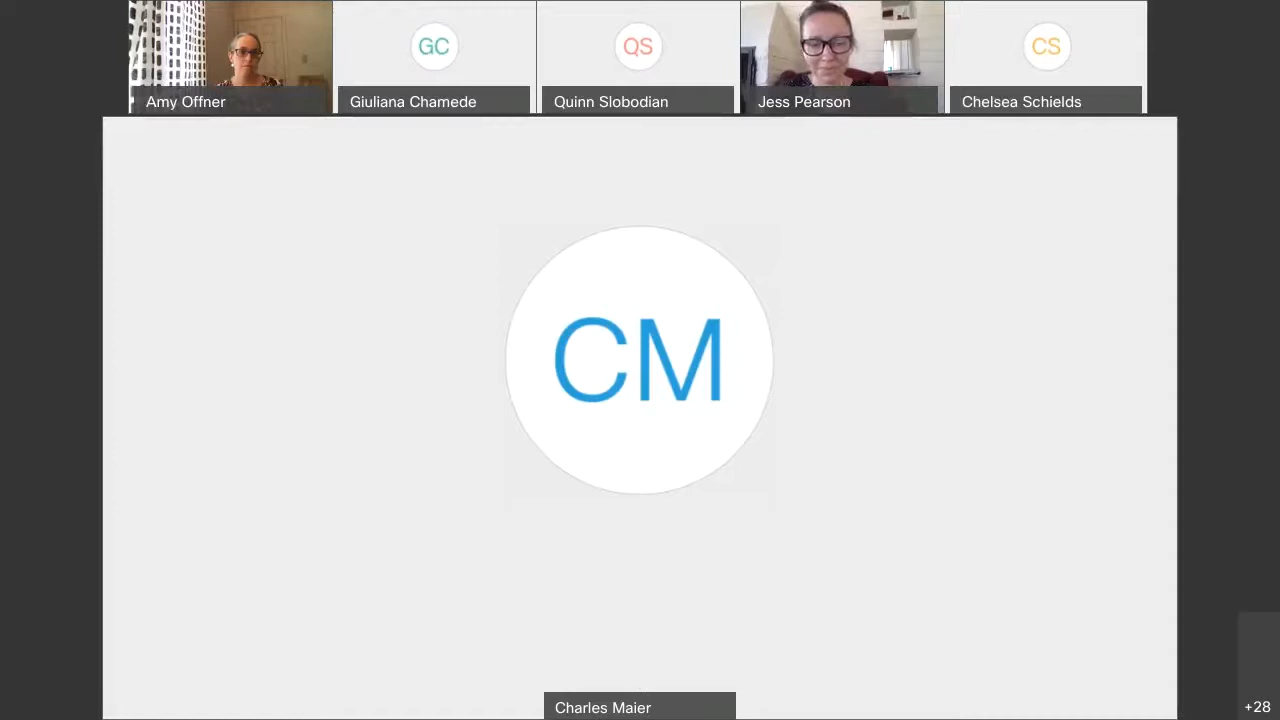 GC
QS
CS
Amy Offner
Giuliana Chamede
Quinn Slobodian
Jess Pearson
Chelsea Schields
CM
Charles Maier
+28